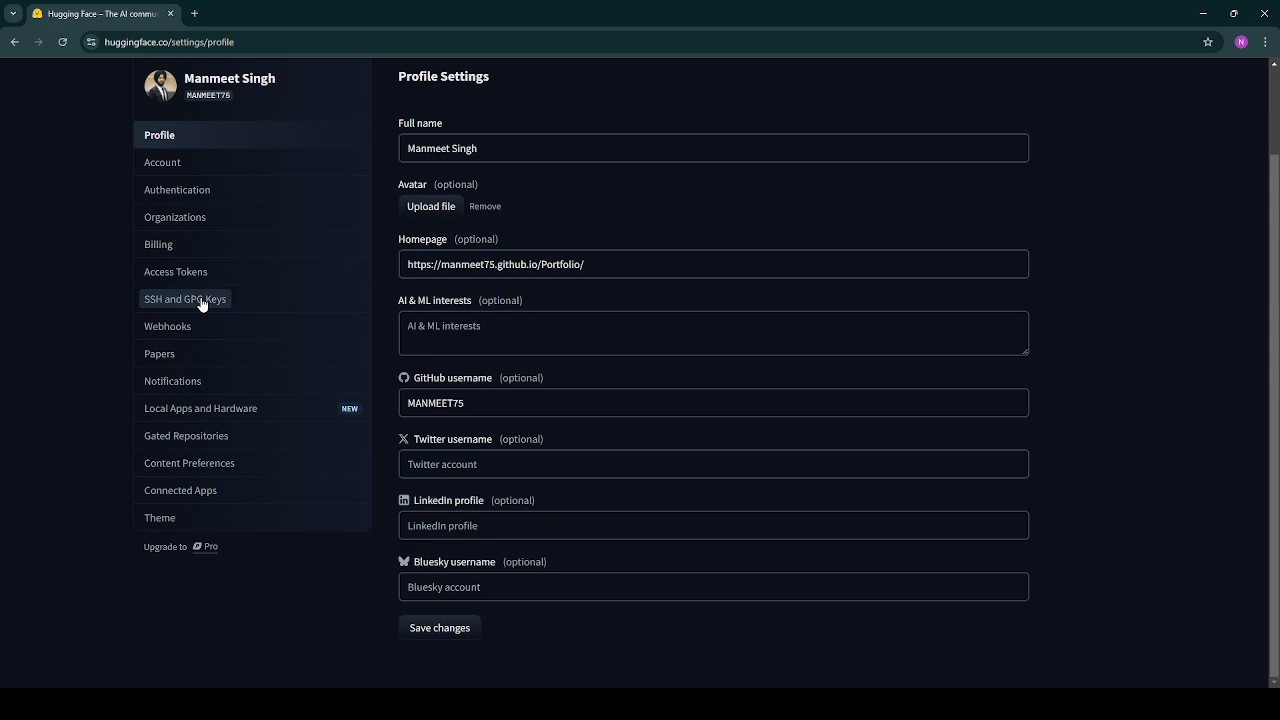 Hugging Face – The AI commu
huggingface.co/settings/profile
N
Manmeet Singh
MANMEET75
Profile
Account
Authentication
Organizations
Billing
Access Tokens
SSH and GPG Keys
Webhooks
Papers
Notifications
Local Apps and Hardware NEW
Gated Repositories
Content Preferences
Connected Apps
Theme
Upgrade to Pro
Profile Settings
Full name
Manmeet Singh
Avatar (optional)
Upload file Remove
Homepage (optional)
https://manmeet75.github.io/Portfolio/
AI & ML interests (optional)
AI & ML interests
GitHub username (optional)
MANMEET75
Twitter username (optional)
Twitter account
LinkedIn profile (optional)
LinkedIn profile
Bluesky username (optional)
Bluesky account
Save changes